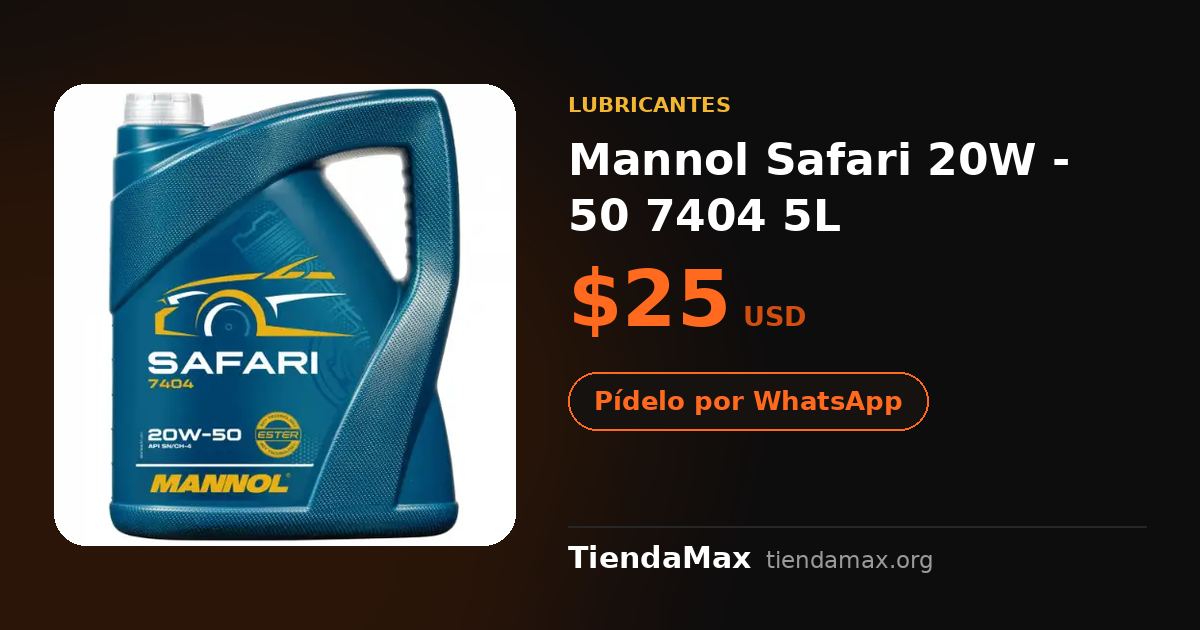 SAFARI
7404
20W-50
API SN/CH-4
ESTER
MANNOL
LUBRICANTES
Mannol Safari 20W -
50 7404 5L
$25 USD
Pídelo por WhatsApp
TiendaMax tiendamax.org